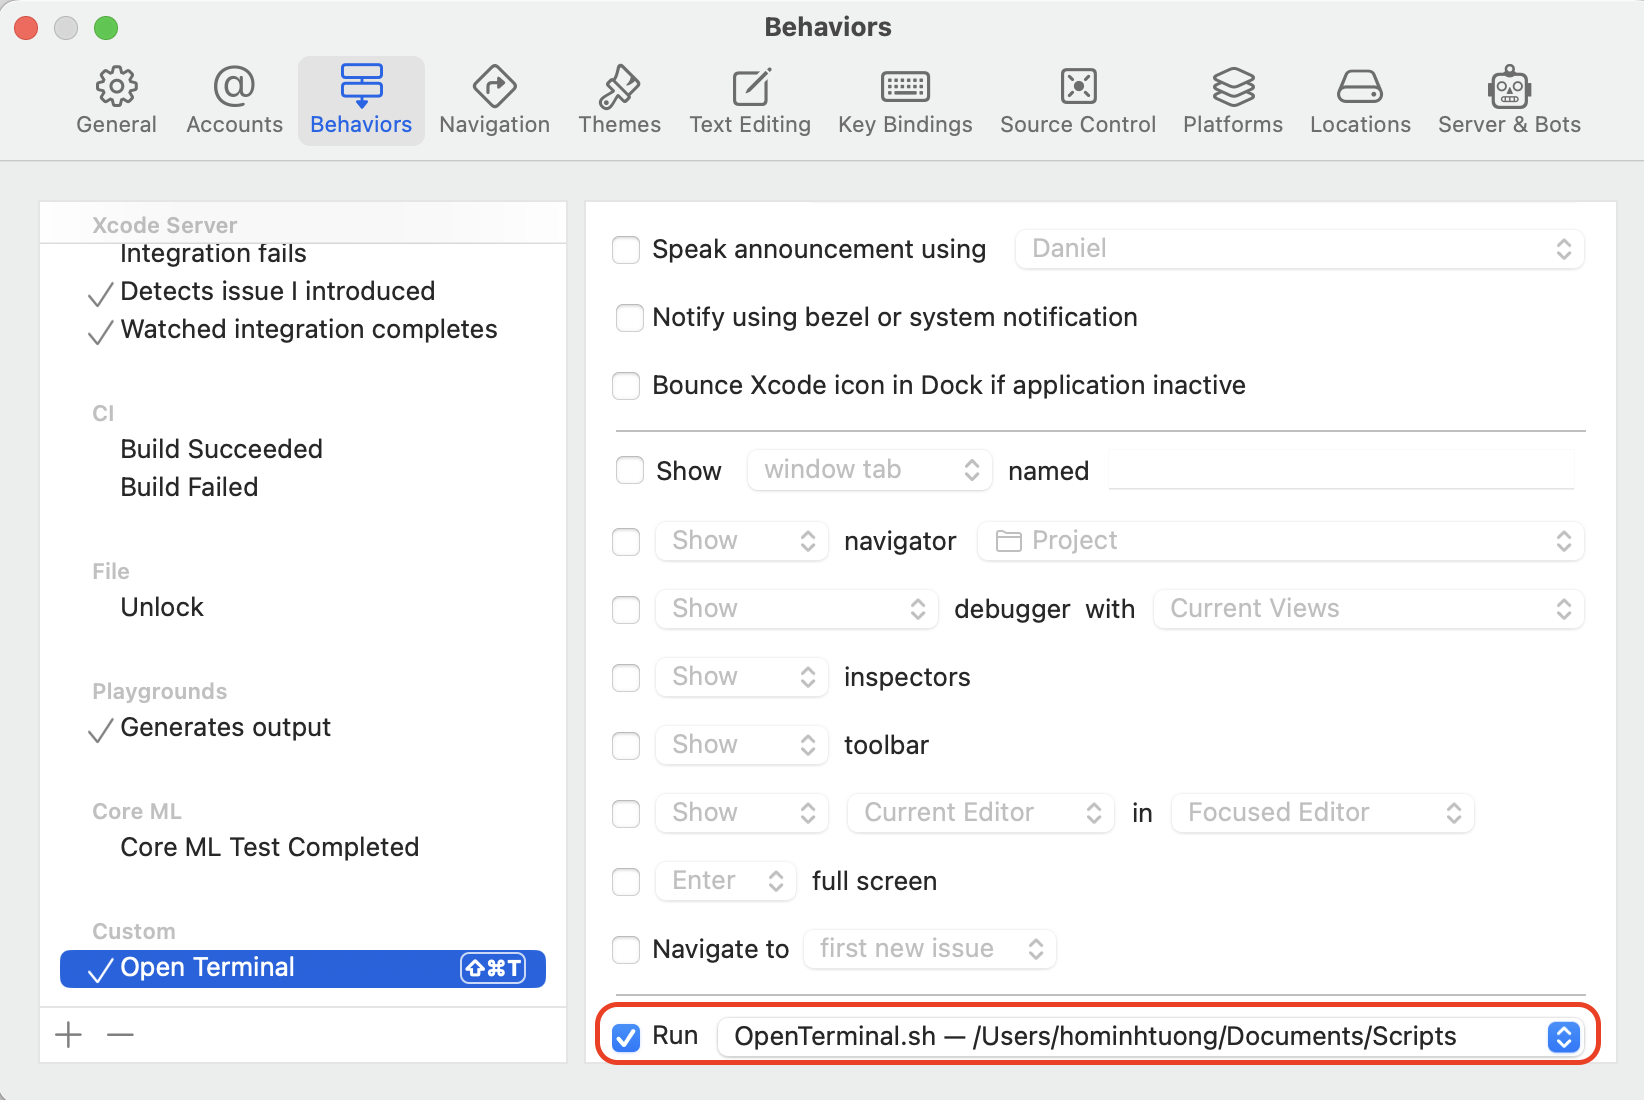 Behaviors
General Accounts Behaviors Navigation Themes Text Editing Key Bindings Source Control Platforms Locations Server & Bots
Xcode Server
Integration fails
Detects issue I introduced
Watched integration completes
CI
Build Succeeded
Build Failed
File
Unlock
Playgrounds
Generates output
Core ML
Core ML Test Completed
Custom
Open Terminal ⇧⌘T
Speak announcement using Daniel
Notify using bezel or system notification
Bounce Xcode icon in Dock if application inactive
Show window tab named
Show navigator Project
Show debugger with Current Views
Show inspectors
Show toolbar
Show Current Editor in Focused Editor
Enter full screen
Navigate to first new issue
Run OpenTerminal.sh — /Users/hominhtuong/Documents/Scripts